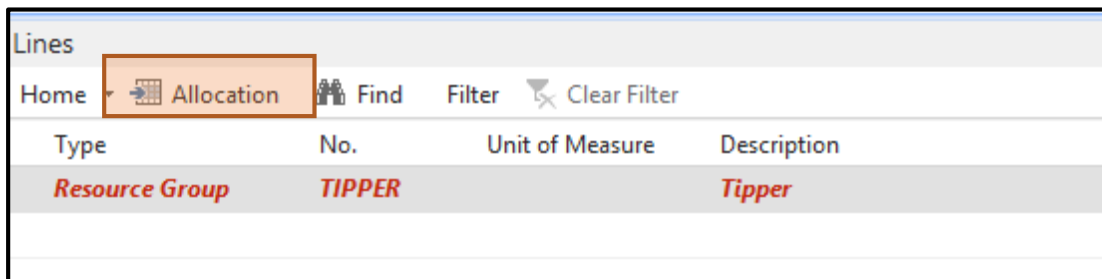 Lines
Home Allocation Find Filter Clear Filter
Type No. Unit of Measure Description
Resource Group TIPPER Tipper